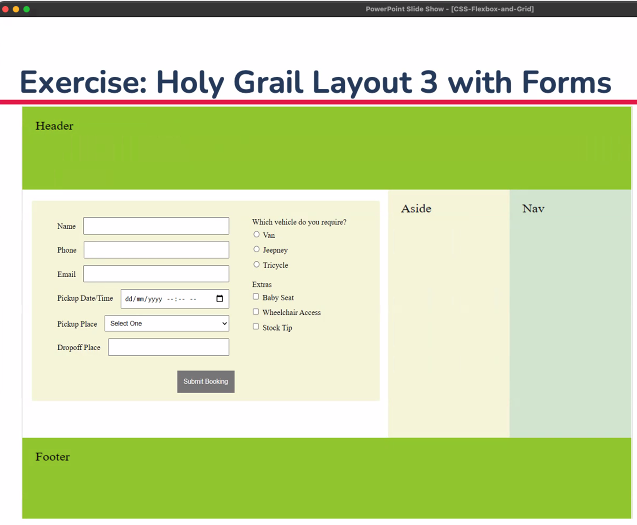 PowerPoint Slide Show - [CSS-Flexbox-and-Grid]
Exercise: Holy Grail Layout 3 with Forms
Header
Name
Phone
Email
Pickup Date/Time dd/mm/yyyy --:-- --
Pickup Place Select One
Dropoff Place
Submit Booking
Which vehicle do you require?
Van
Jeepney
Tricycle
Extras
Baby Seat
Wheelchair Access
Stock Tip
Aside
Nav
Footer